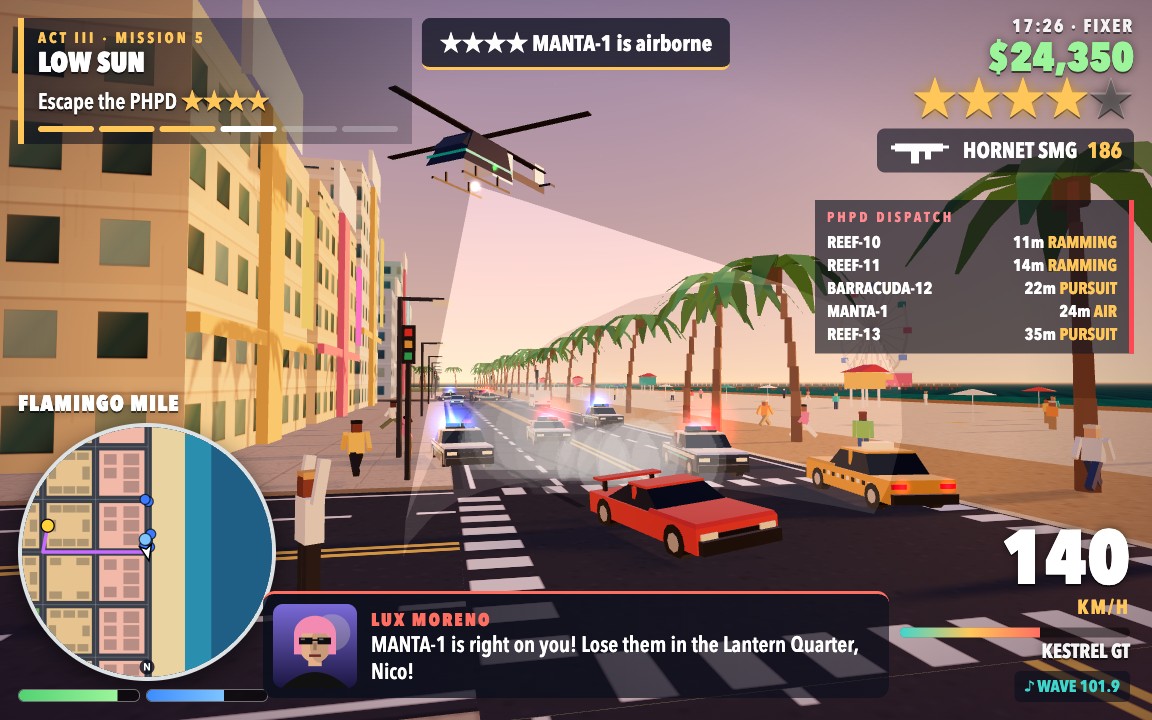 ACT III · MISSION 5
LOW SUN
Escape the PHPD ★★★★
★★★★ MANTA-1 is airborne
17:26 · FIXER
$24,350
HORNET SMG 186
PHPD DISPATCH
REEF-10 11m RAMMING
REEF-11 14m RAMMING
BARRACUDA-12 22m PURSUIT
MANTA-1 24m AIR
REEF-13 35m PURSUIT
FLAMINGO MILE
N
LUX MORENO
MANTA-1 is right on you! Lose them in the Lantern Quarter,
Nico!
140
KM/H
KESTREL GT
♪ WAVE 101.9